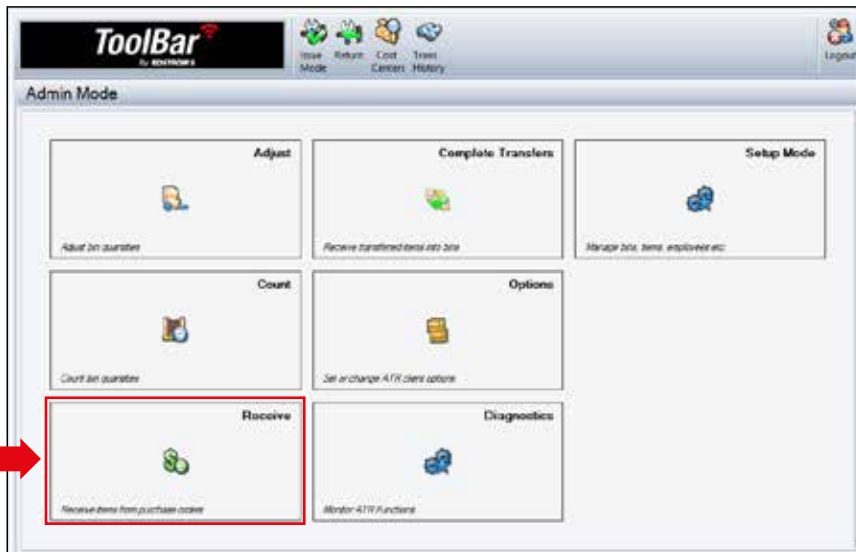 ToolBar
By
Issue Mode
Return
Cost Centers
Trans History
Logout
Admin Mode
Adjust
Adjust bin quantities
Complete Transfers
Receive transferred items into bins
Setup Mode
Manage bins, items, employees etc
Count
Count bin quantities
Options
Set or change ATR client options
Receive
Receive items from purchase orders
Diagnostics
Monitor ATR Functions